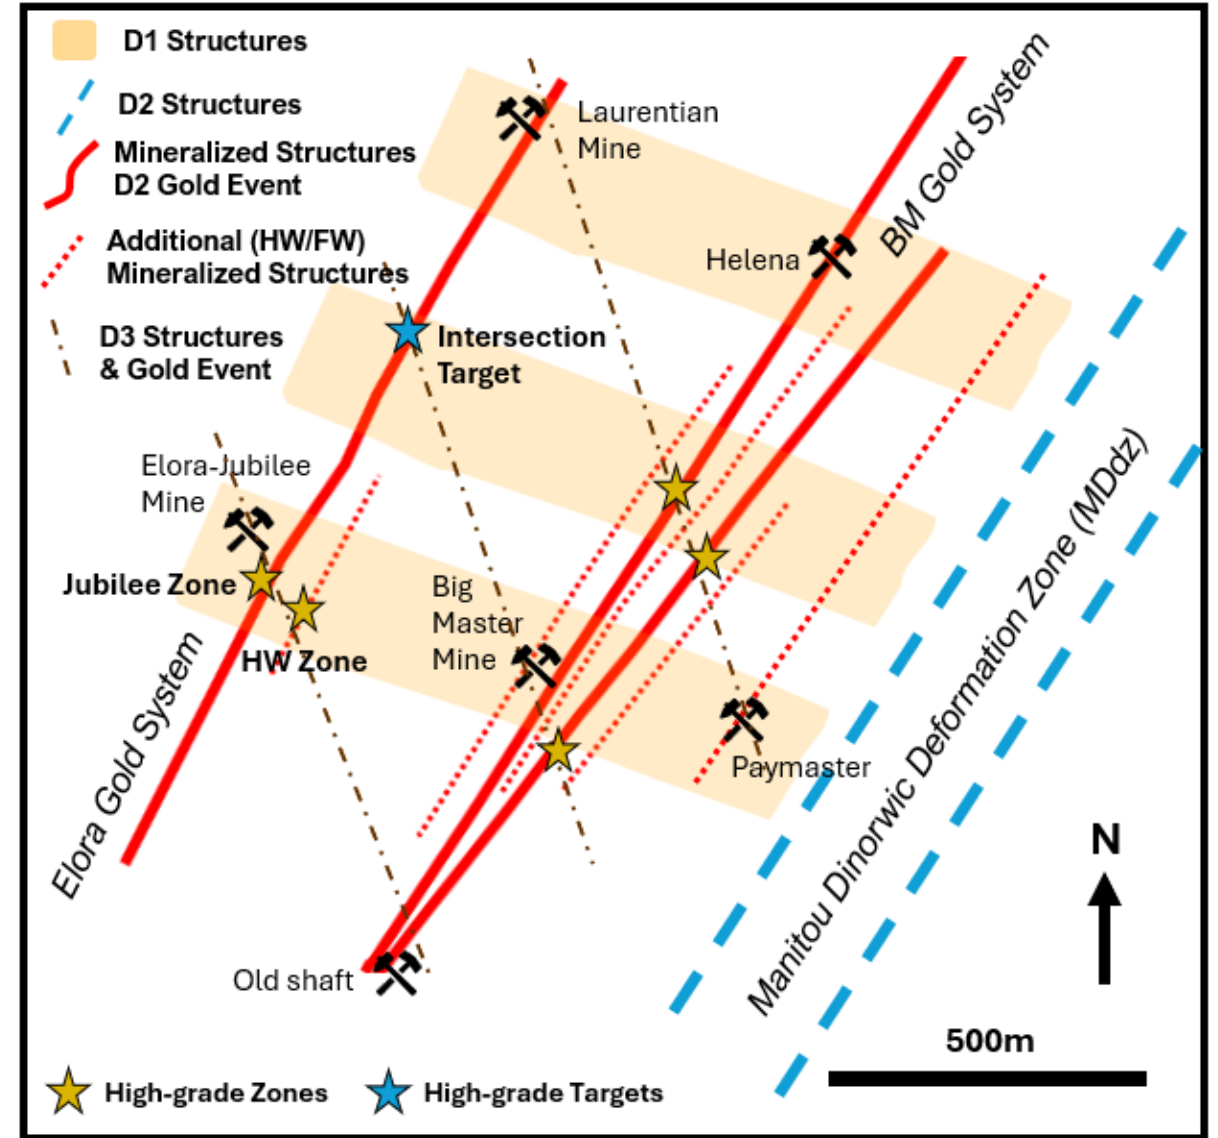 D1 Structures
D2 Structures
Mineralized Structures
D2 Gold Event
Additional (HW/FW)
Mineralized Structures
D3 Structures
& Gold Event
Laurentian
Mine
BM Gold System
Helena
Intersection
Target
Elora-Jubilee
Mine
Jubilee Zone
HW Zone
Big
Master
Mine
Paymaster
Elora Gold System
Manitou Dinorwic Deformation Zone (MDdz)
Old shaft
N
500m
High-grade Zones
High-grade Targets